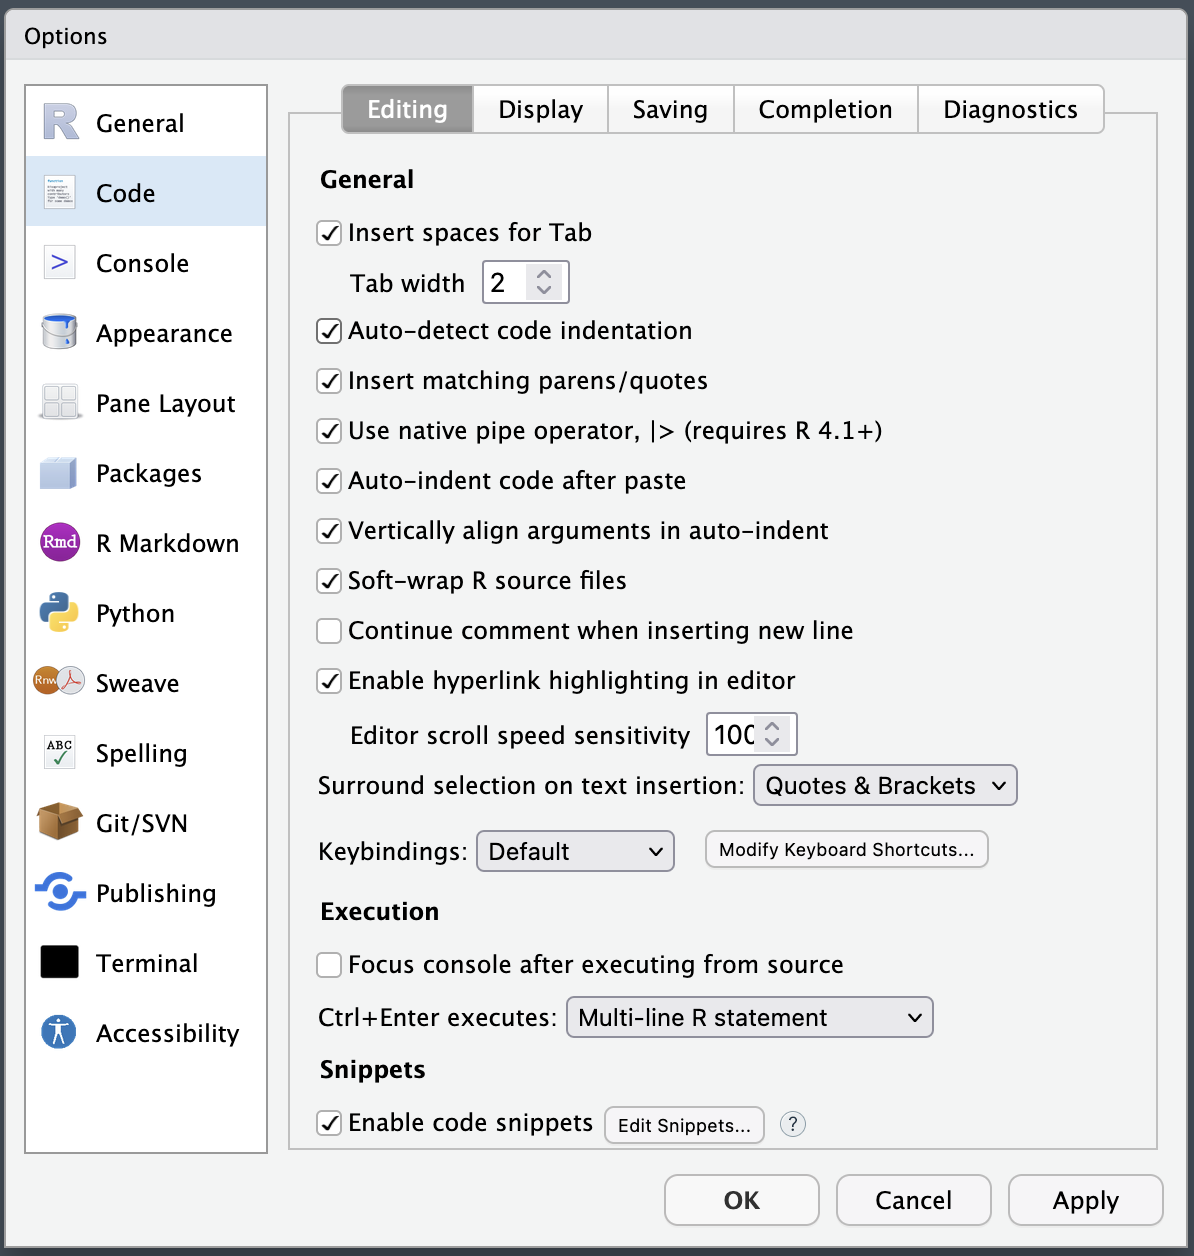 Options
General
Code
Console
Appearance
Pane Layout
Packages
Rmd R Markdown
Python
Rnw Sweave
ABC Spelling
Git/SVN
Publishing
Terminal
Accessibility
Editing Display Saving Completion Diagnostics
General
Insert spaces for Tab
Tab width 2
Auto-detect code indentation
Insert matching parens/quotes
Use native pipe operator, |> (requires R 4.1+)
Auto-indent code after paste
Vertically align arguments in auto-indent
Soft-wrap R source files
Continue comment when inserting new line
Enable hyperlink highlighting in editor
Editor scroll speed sensitivity 100
Surround selection on text insertion: Quotes & Brackets
Keybindings: Default Modify Keyboard Shortcuts...
Execution
Focus console after executing from source
Ctrl+Enter executes: Multi-line R statement
Snippets
Enable code snippets Edit Snippets... ?
OK Cancel Apply